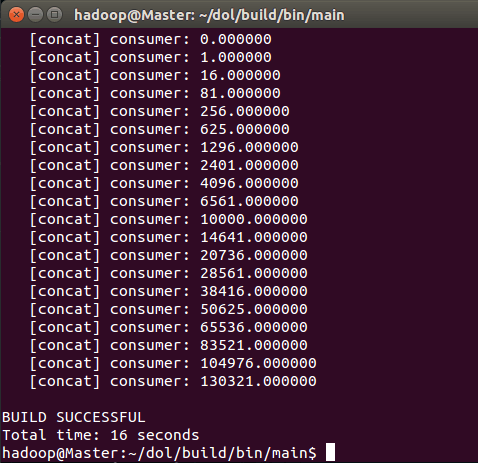 hadoop@Master: ~/dol/build/bin/main
[concat] consumer: 0.000000
[concat] consumer: 1.000000
[concat] consumer: 16.000000
[concat] consumer: 81.000000
[concat] consumer: 256.000000
[concat] consumer: 625.000000
[concat] consumer: 1296.000000
[concat] consumer: 2401.000000
[concat] consumer: 4096.000000
[concat] consumer: 6561.000000
[concat] consumer: 10000.000000
[concat] consumer: 14641.000000
[concat] consumer: 20736.000000
[concat] consumer: 28561.000000
[concat] consumer: 38416.000000
[concat] consumer: 50625.000000
[concat] consumer: 65536.000000
[concat] consumer: 83521.000000
[concat] consumer: 104976.000000
[concat] consumer: 130321.000000
BUILD SUCCESSFUL
Total time: 16 seconds
hadoop@Master:~/dol/build/bin/main$